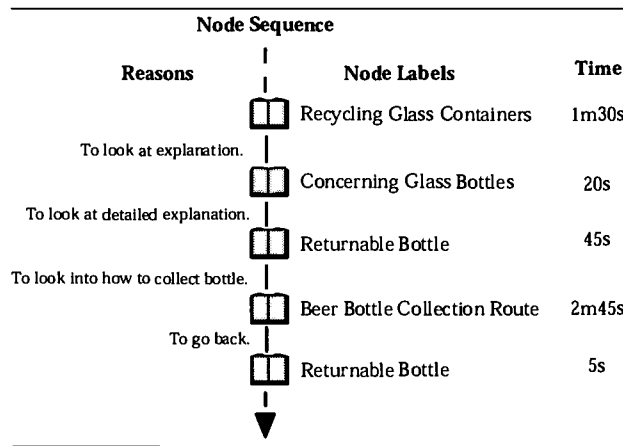 Node Sequence
Reasons Node Labels Time
Recycling Glass Containers 1m30s
To look at explanation.
Concerning Glass Bottles 20s
To look at detailed explanation.
Returnable Bottle 45s
To look into how to collect bottle.
Beer Bottle Collection Route 2m45s
To go back.
Returnable Bottle 5s